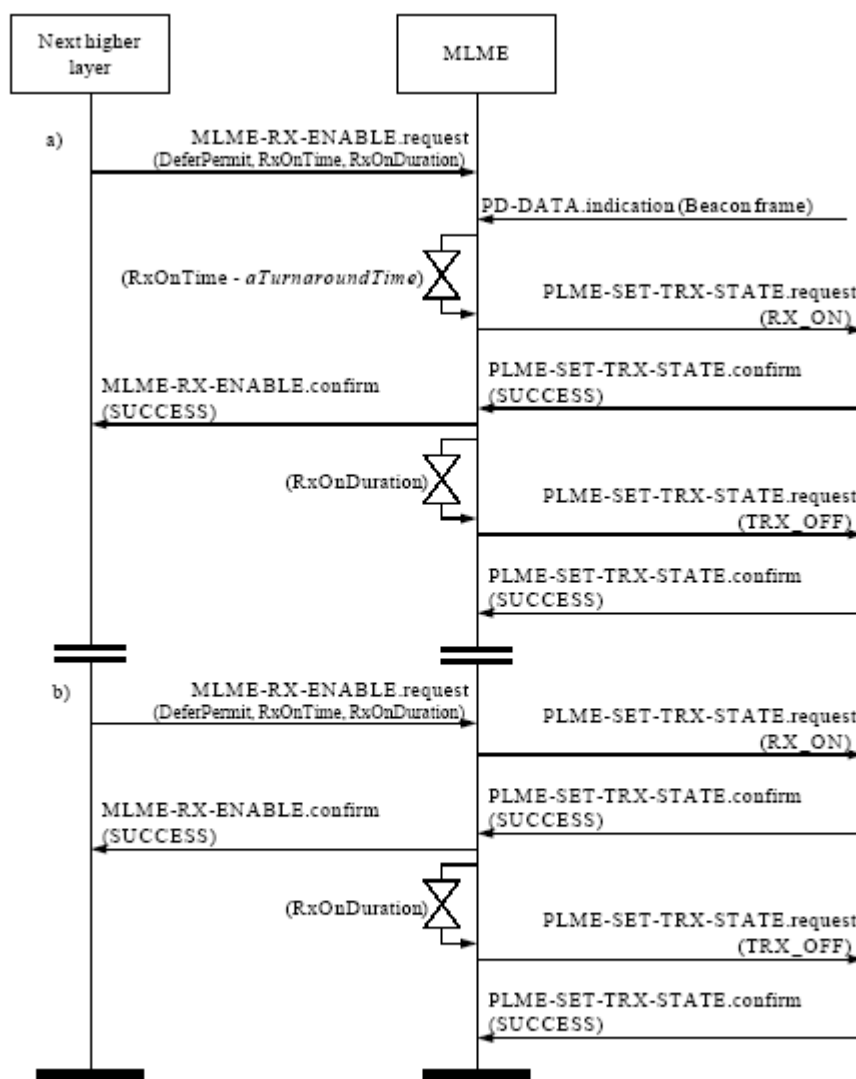 Next higher
layer
MLME
a)
MLME-RX-ENABLE.request
(DeferPermit, RxOnTime, RxOnDuration)
PD-DATA.indication (Beacon frame)
(RxOnTime - aTurnaroundTime)
PLME-SET-TRX-STATE.request
(RX_ON)
MLME-RX-ENABLE.confirm
(SUCCESS)
PLME-SET-TRX-STATE.confirm
(SUCCESS)
(RxOnDuration)
PLME-SET-TRX-STATE.request
(TRX_OFF)
PLME-SET-TRX-STATE.confirm
(SUCCESS)
b)
MLME-RX-ENABLE.request
(DeferPermit, RxOnTime, RxOnDuration)
PLME-SET-TRX-STATE.request
(RX_ON)
MLME-RX-ENABLE.confirm
(SUCCESS)
PLME-SET-TRX-STATE.confirm
(SUCCESS)
(RxOnDuration)
PLME-SET-TRX-STATE.request
(TRX_OFF)
PLME-SET-TRX-STATE.confirm
(SUCCESS)